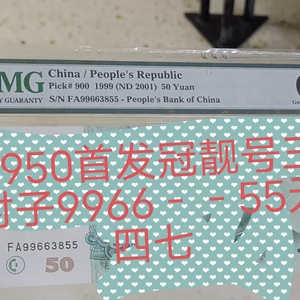 MG
China / People's Republic
Pick# 900 1999 (ND 2001) 50 Yuan
Y GUARANTY
S/N FA99663855 - People's Bank of China
9950首发冠靓号三
对子9966--55无
四七
FA99663855
50